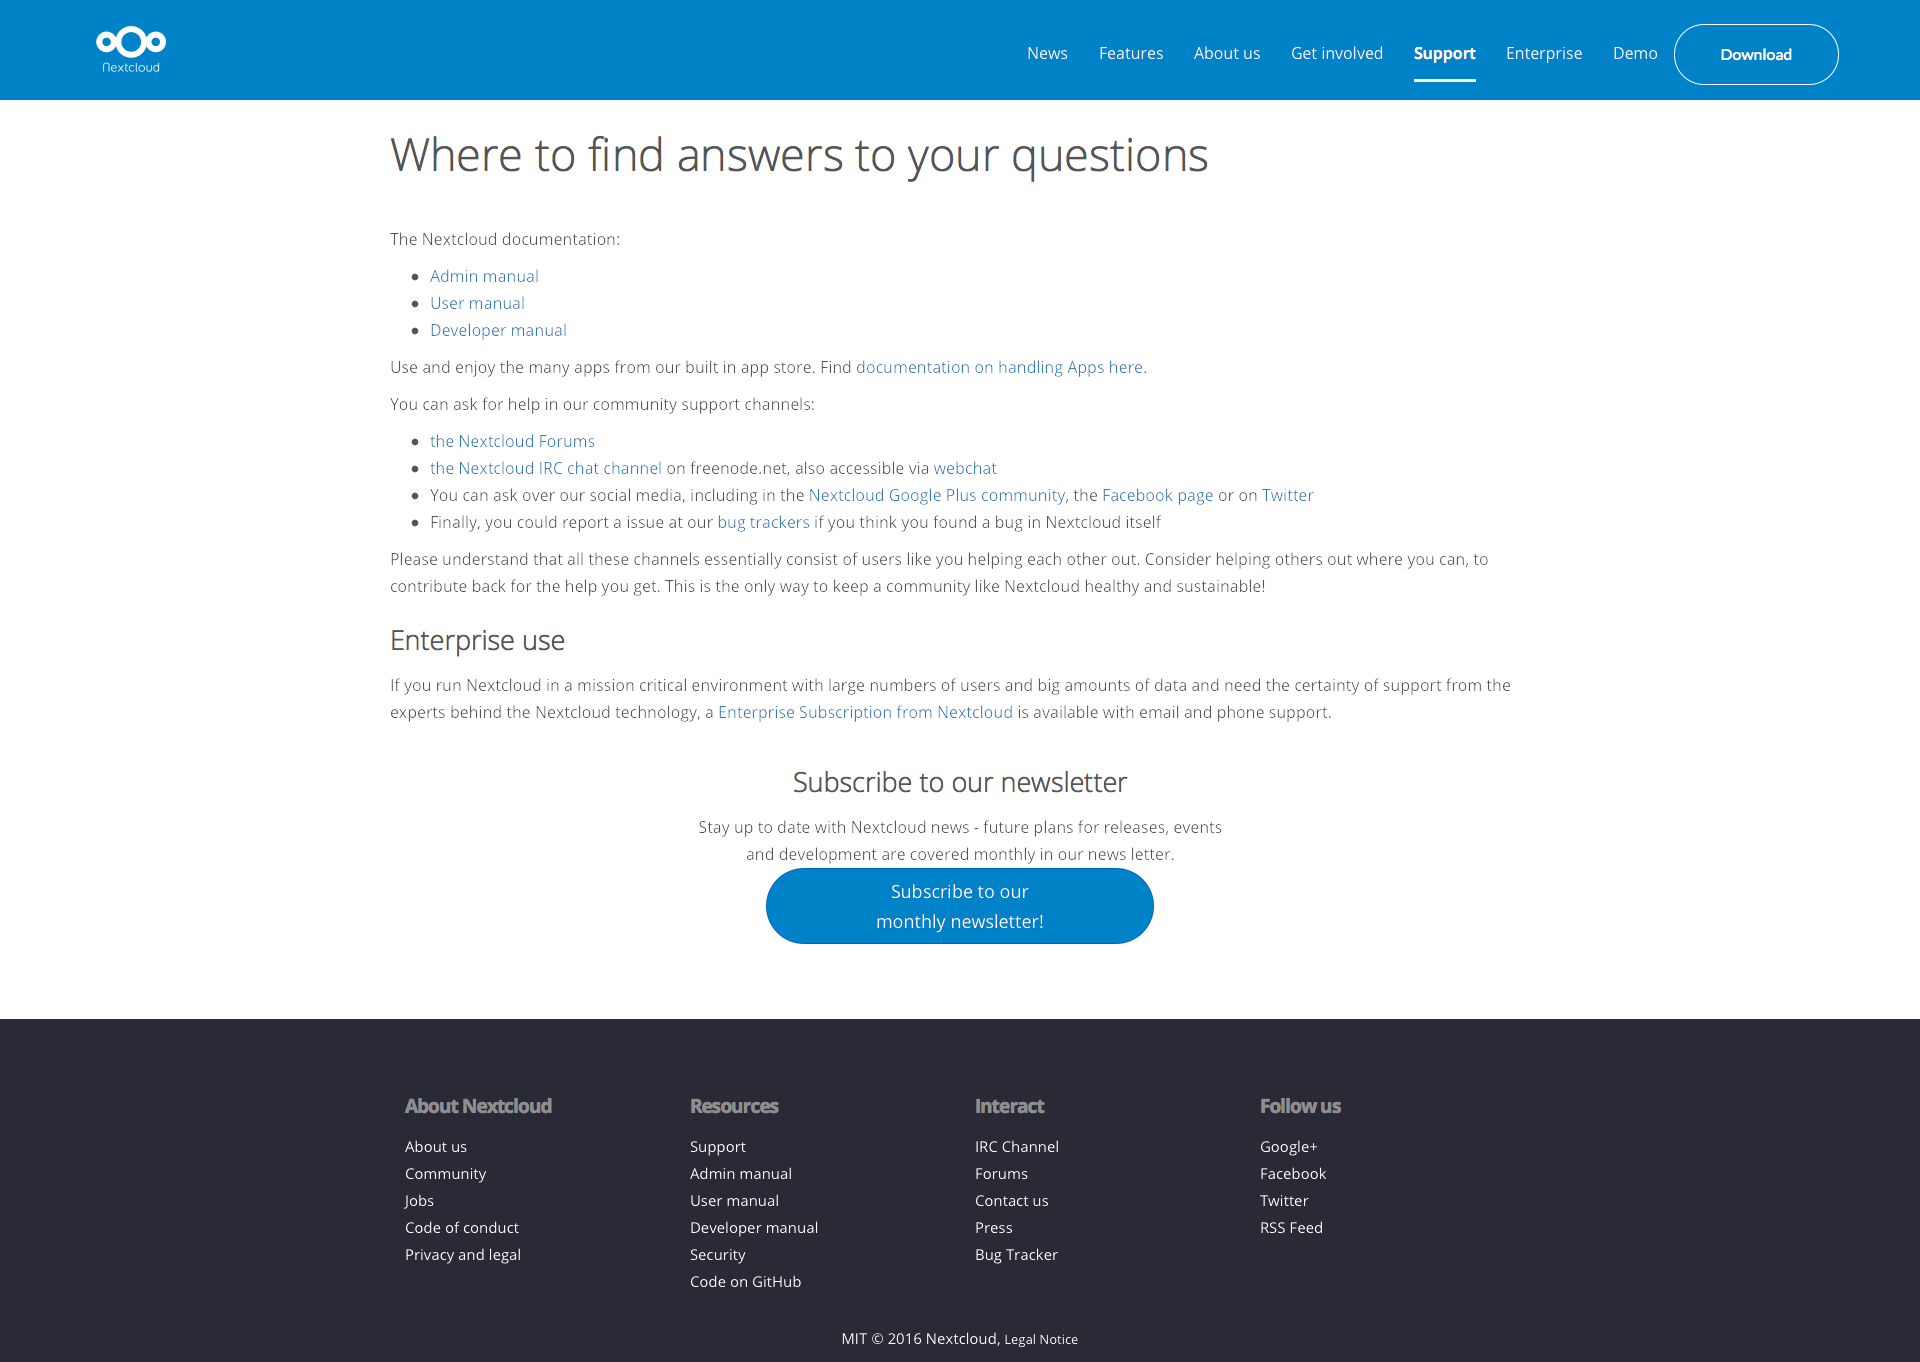 Nextcloud
News Features About us Get involved Support Enterprise Demo Download
Where to find answers to your questions
The Nextcloud documentation:
Admin manual
User manual
Developer manual
Use and enjoy the many apps from our built in app store. Find documentation on handling Apps here.
You can ask for help in our community support channels:
the Nextcloud Forums
the Nextcloud IRC chat channel on freenode.net, also accessible via webchat
You can ask over our social media, including in the Nextcloud Google Plus community, the Facebook page or on Twitter
Finally, you could report a issue at our bug trackers if you think you found a bug in Nextcloud itself
Please understand that all these channels essentially consist of users like you helping each other out. Consider helping others out where you can, to
contribute back for the help you get. This is the only way to keep a community like Nextcloud healthy and sustainable!
Enterprise use
If you run Nextcloud in a mission critical environment with large numbers of users and big amounts of data and need the certainty of support from the
experts behind the Nextcloud technology, a Enterprise Subscription from Nextcloud is available with email and phone support.
Subscribe to our newsletter
Stay up to date with Nextcloud news - future plans for releases, events
and development are covered monthly in our news letter.
Subscribe to our
monthly newsletter!
About Nextcloud
About us
Community
Jobs
Code of conduct
Privacy and legal
Resources
Support
Admin manual
User manual
Developer manual
Security
Code on GitHub
Interact
IRC Channel
Forums
Contact us
Press
Bug Tracker
Follow us
Google+
Facebook
Twitter
RSS Feed
MIT © 2016 Nextcloud, Legal Notice